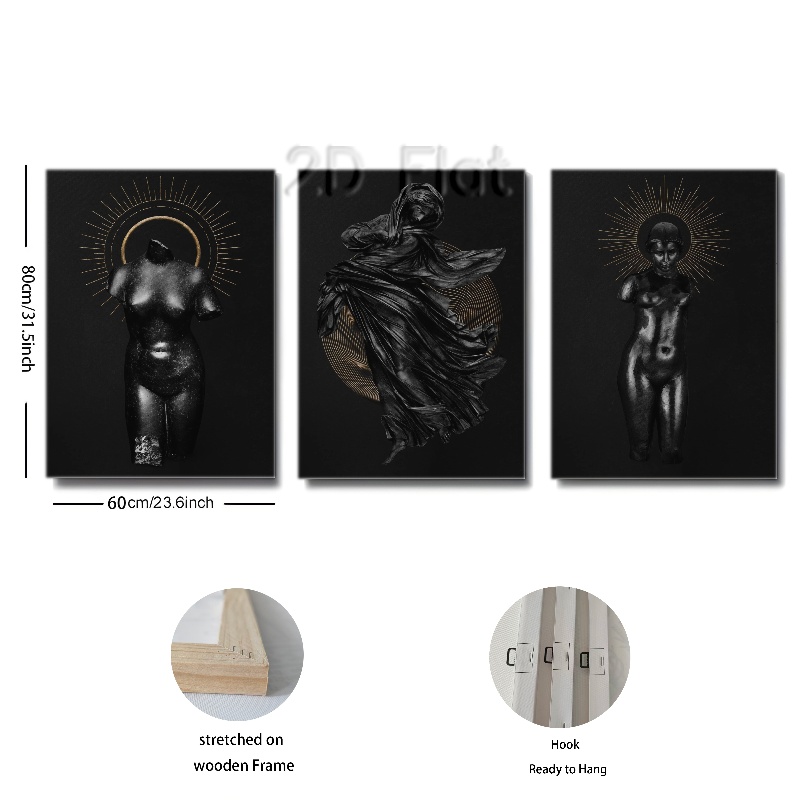 2D Flat
80cm/31.5inch
60cm/23.6inch
stretched on
wooden Frame
Hook
Ready to Hang